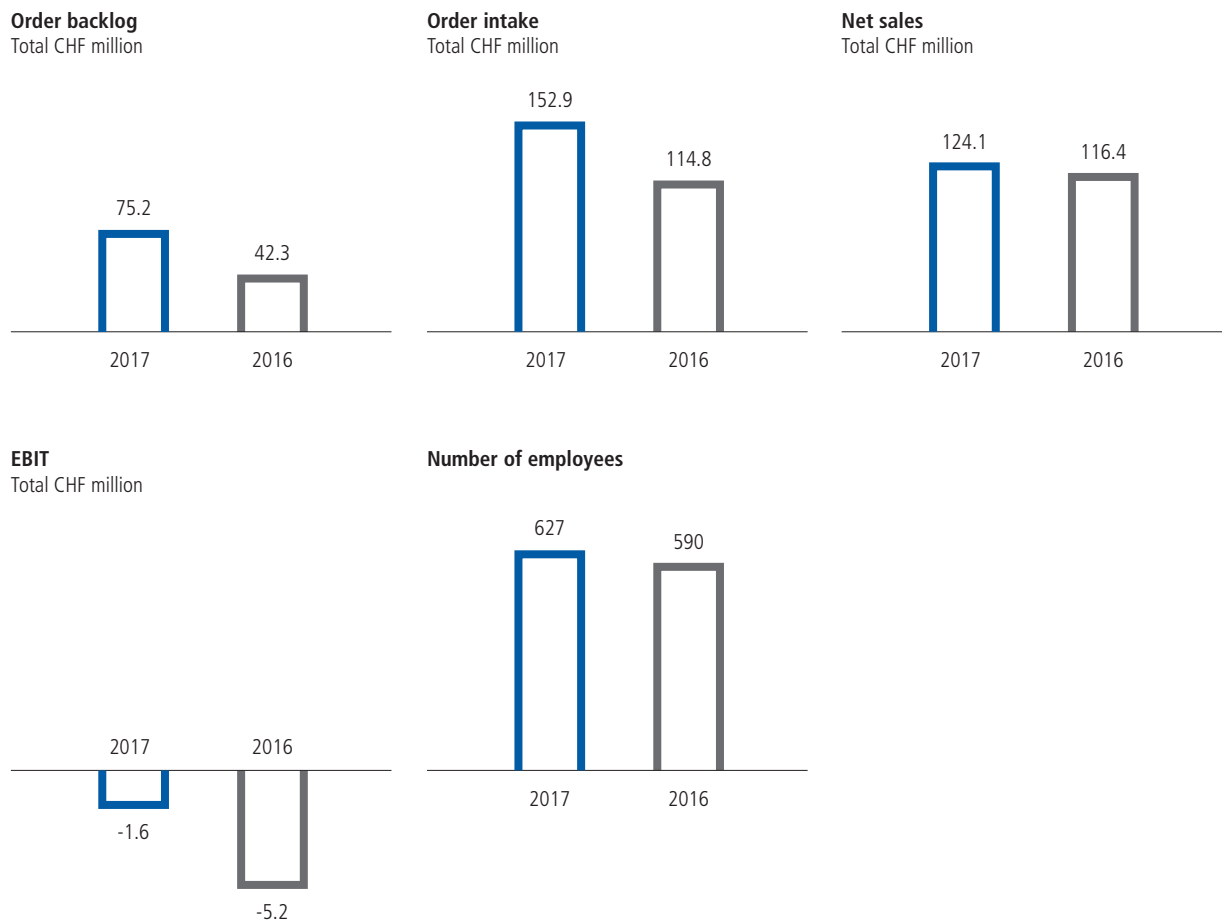 Order backlog
Total CHF million
75.2
42.3
2017
2016
Order intake
Total CHF million
152.9
114.8
2017
2016
Net sales
Total CHF million
124.1
116.4
2017
2016
EBIT
Total CHF million
2017
2016
-1.6
-5.2
Number of employees
627
590
2017
2016